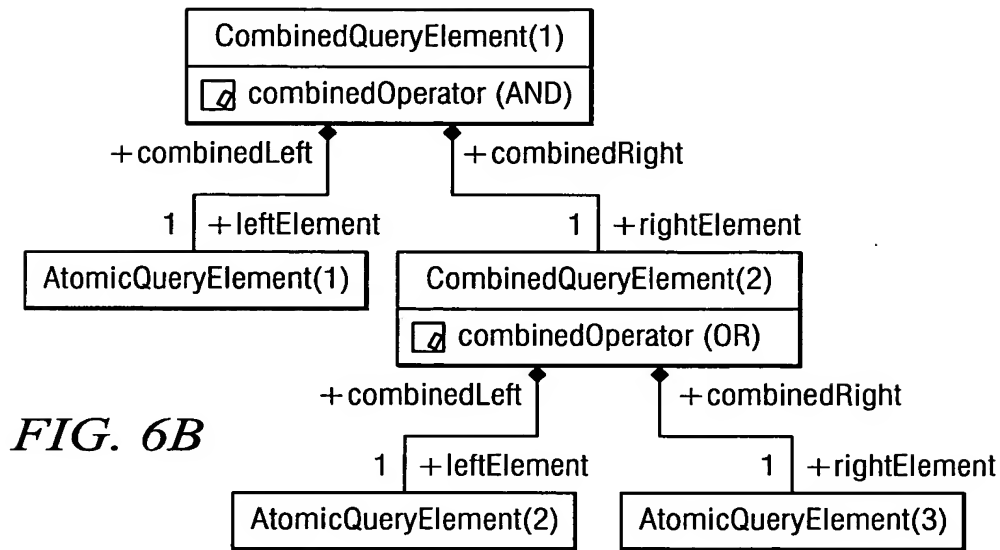 CombinedQueryElement(1)
combinedOperator (AND)
+combinedLeft
+combinedRight
1 +leftElement
1 +rightElement
AtomicQueryElement(1)
CombinedQueryElement(2)
combinedOperator (OR)
+combinedLeft
+combinedRight
FIG. 6B
1 +leftElement
1 +rightElement
AtomicQueryElement(2)
AtomicQueryElement(3)